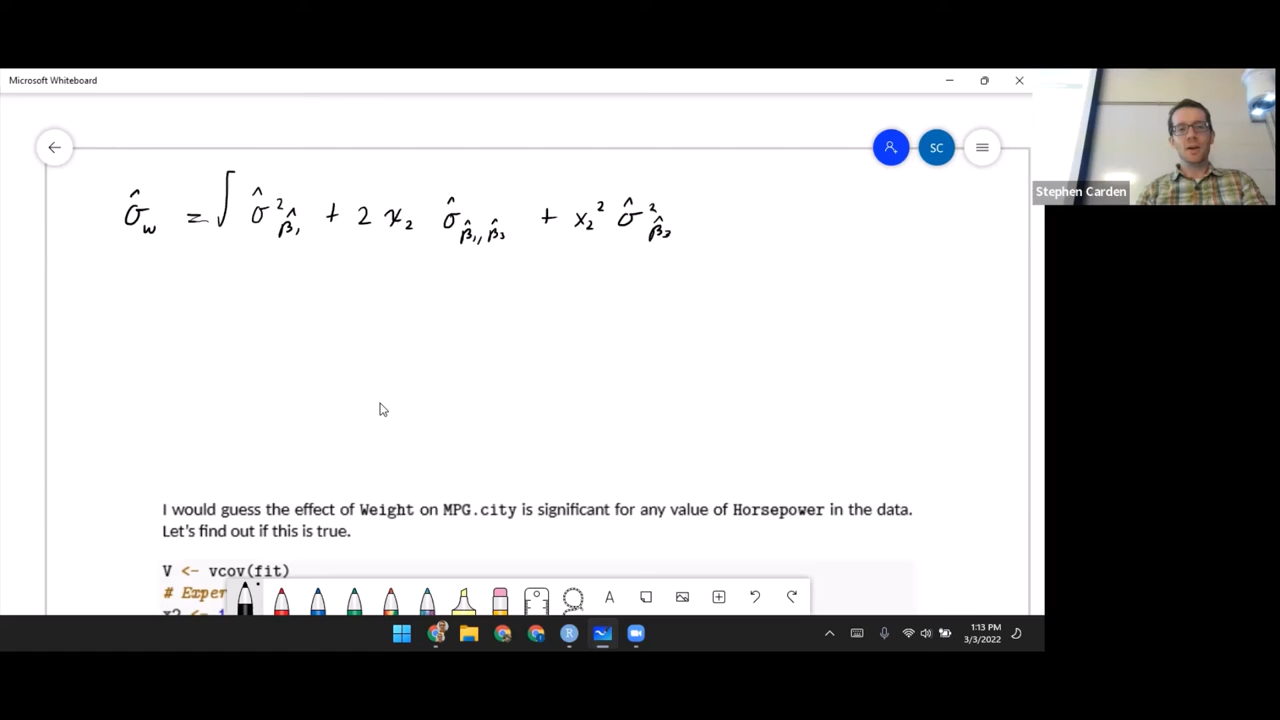 Microsoft Whiteboard
SC
Stephen Carden
σ̂_w = √ σ̂²_β̂₁ + 2 x₂ σ̂_β̂₁,β̂₃ + x₂² σ̂²_β̂₃
I would guess the effect of Weight on MPG.city is significant for any value of Horsepower in the data.
Let's find out if this is true.
V <- vcov(fit)
# Exper
x2 <-
A
1:13 PM
3/3/2022